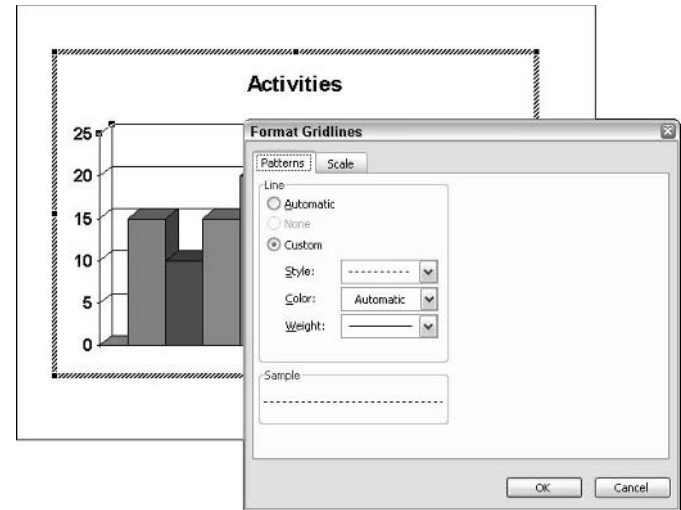 Activities
25
20
15
10
5
0
Format Gridlines
Patterns Scale
Line
Automatic
None
Custom
Style:
Color: Automatic
Weight:
Sample
OK Cancel